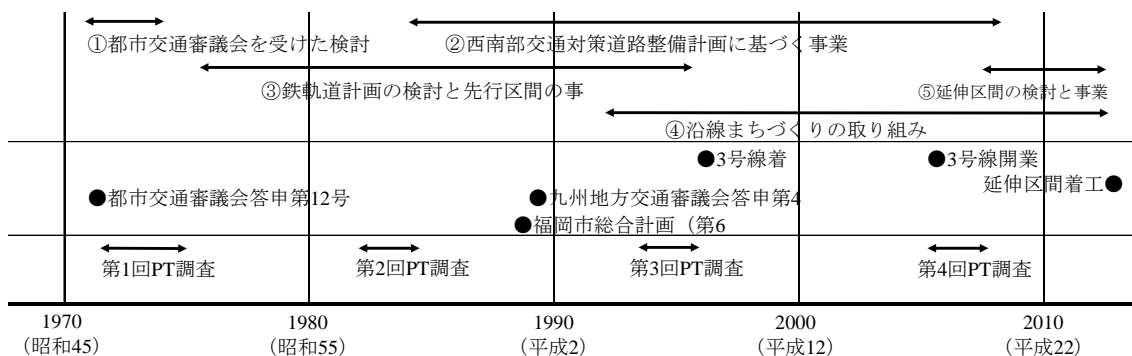 ①都市交通審議会を受けた検討
②西南部交通対策道路整備計画に基づく事業
③鉄軌道計画の検討と先行区間の事
⑤延伸区間の検討と事業
④沿線まちづくりの取り組み
●3号線着
●3号線開業
●都市交通審議会答申第12号
●九州地方交通審議会答申第4
延伸区間着工●
●福岡市総合計画（第6
第1回PT調査
第2回PT調査
第3回PT調査
第4回PT調査
1970
1980
1990
2000
2010
（昭和45）
（昭和55）
（平成2）
（平成12）
（平成22）